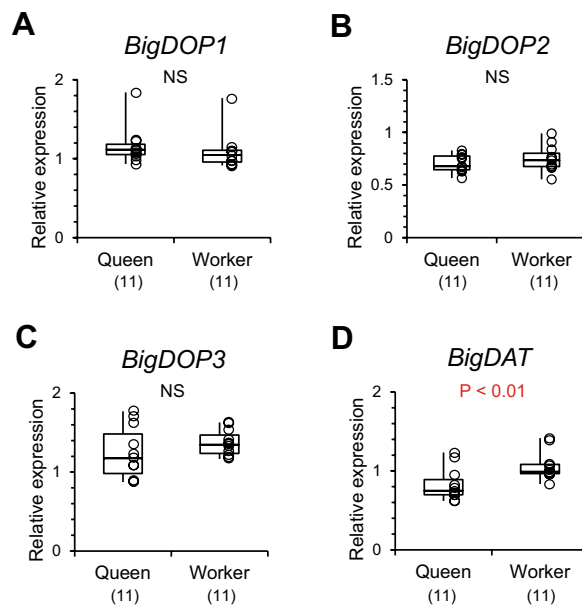 A
BigDOP1
NS
Relative expression
2
1
0
Queen Worker
(11) (11)
B
BigDOP2
NS
Relative expression
1.5
1
0.5
0
Queen Worker
(11) (11)
C
BigDOP3
NS
Relative expression
2
1
0
Queen Worker
(11) (11)
D
BigDAT
P < 0.01
Relative expression
2
1
0
Queen Worker
(11) (11)